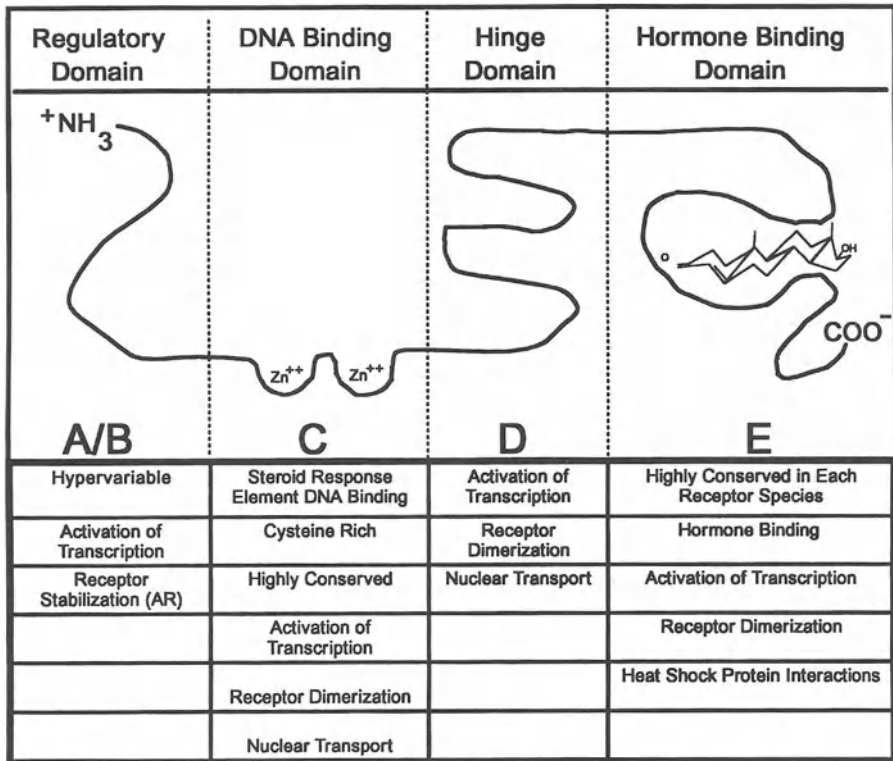 Regulatory Domain
DNA Binding Domain
Hinge Domain
Hormone Binding Domain
+NH3
Zn++
Zn++
O
OH
COO-
A/B
C
D
E
Hypervariable
Steroid Response Element DNA Binding
Activation of Transcription
Highly Conserved in Each Receptor Species
Activation of Transcription
Cysteine Rich
Receptor Dimerization
Hormone Binding
Receptor Stabilization (AR)
Highly Conserved
Nuclear Transport
Activation of Transcription
Activation of Transcription
Receptor Dimerization
Receptor Dimerization
Heat Shock Protein Interactions
Nuclear Transport